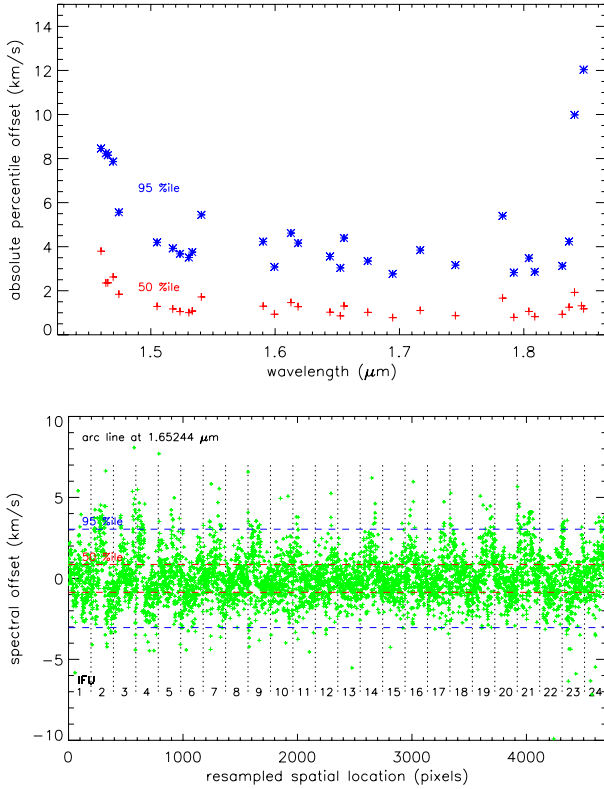 absolute percentile offset (km/s)
14
12
10
8
6
4
2
0
95 %ile
50 %ile
1.5 1.6 1.7 1.8
wavelength (μm)
spectral offset (km/s)
10
5
0
−5
−10
arc line at 1.65244 μm
95 %ile
50 %ile
IFU
1 2 3 4 5 6 7 8 9 10 11 12 13 14 15 16 17 18 19 20 21 22 23 24
0 1000 2000 3000 4000
resampled spatial location (pixels)